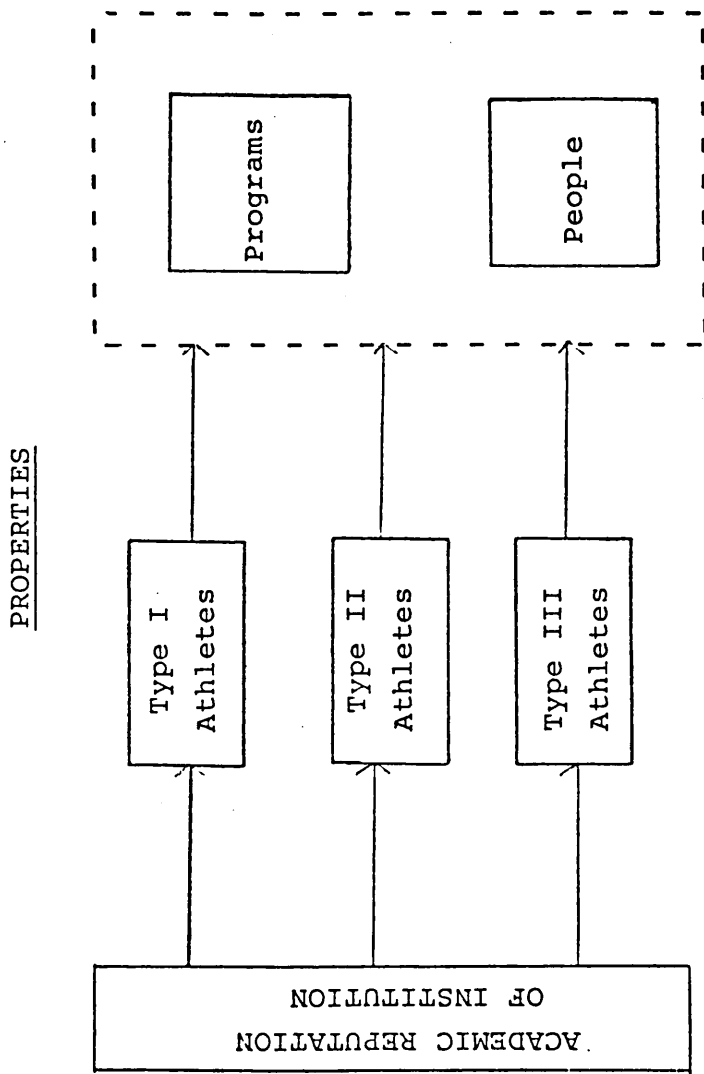 PROPERTIES
ACADEMIC REPUTATION
OF INSTITUTION
Type I
Athletes
Type II
Athletes
Type III
Athletes
Programs
People